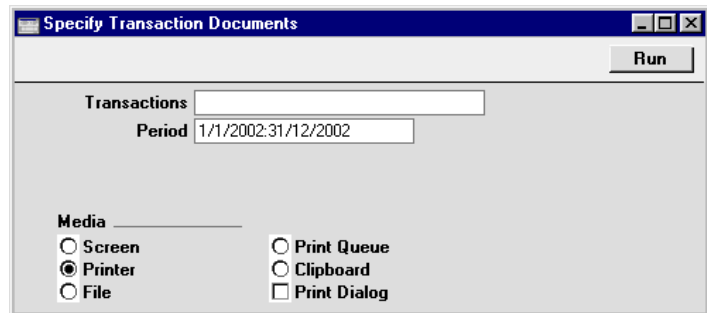 Specify Transaction Documents
Run
Transactions
Period 1/1/2002:31/12/2002
Media
Screen Print Queue
Printer Clipboard
File Print Dialog